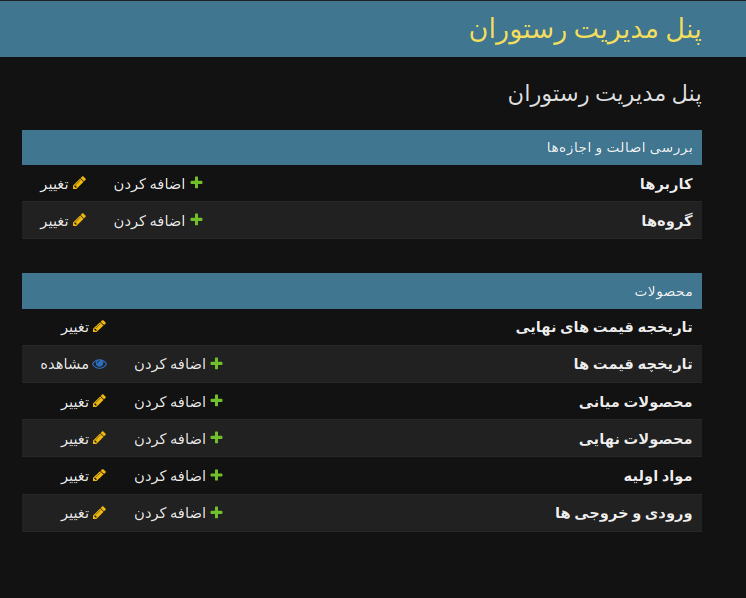 پنل مدیریت رستوران
پنل مدیریت رستوران
بررسی اصالت و اجازه‌ها
کاربرها اضافه کردن تغییر
گروه‌ها اضافه کردن تغییر
محصولات
تاریخچه قیمت های نهایی تغییر
تاریخچه قیمت ها اضافه کردن مشاهده
محصولات میانی اضافه کردن تغییر
محصولات نهایی اضافه کردن تغییر
مواد اولیه اضافه کردن تغییر
ورودی و خروجی ها اضافه کردن تغییر